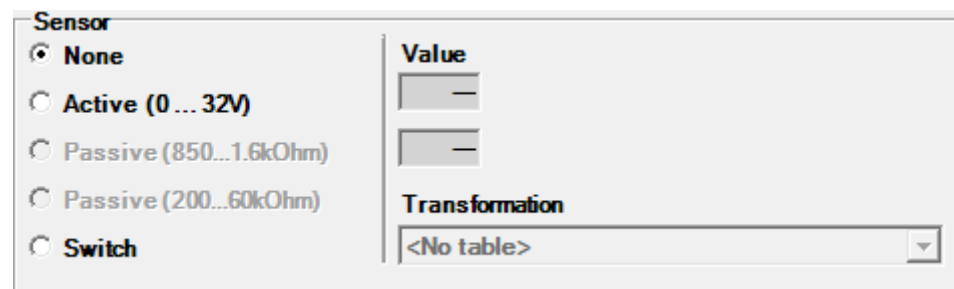 Sensor
None
Active (0 ... 32V)
Passive (850...1.6kOhm)
Passive (200...60kOhm)
Switch
Value
—
—
Transformation
<No table>